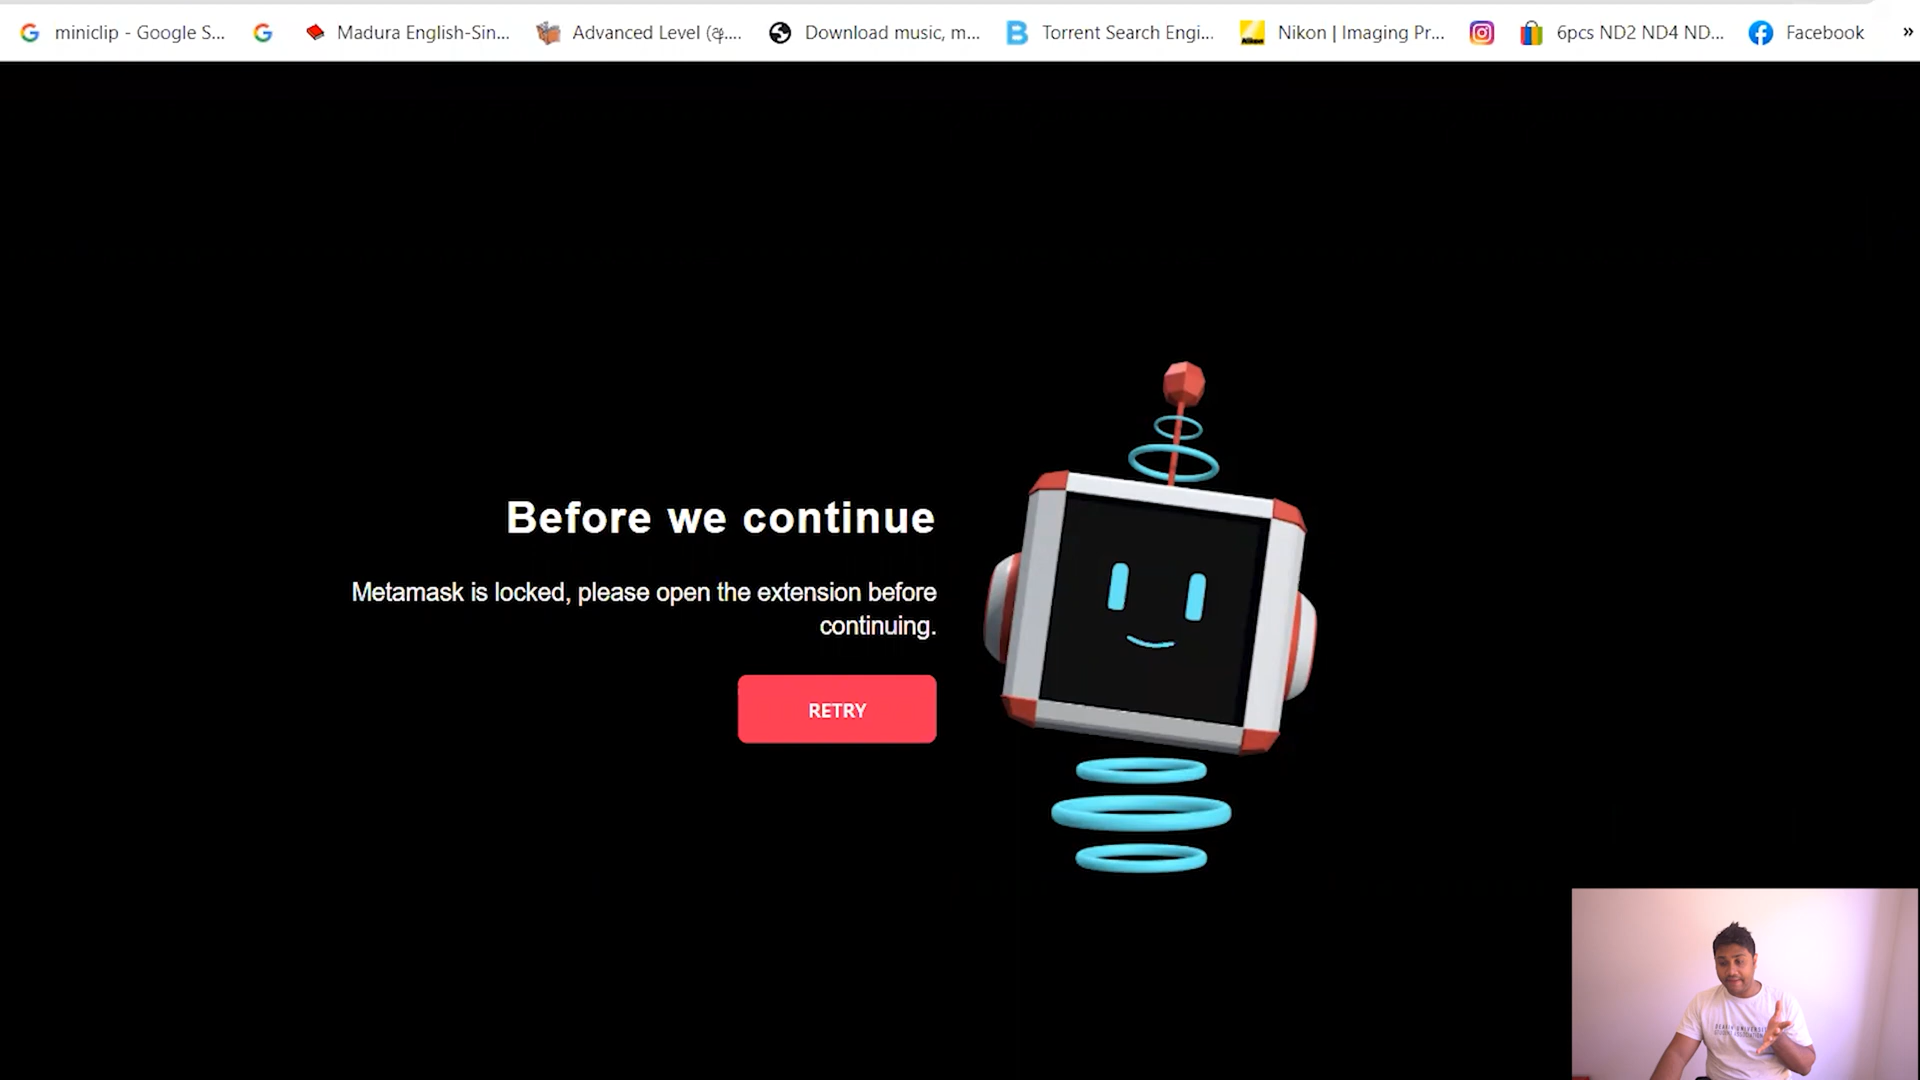 miniclip - Google S...
Madura English-Sin...
Advanced Level (අ....
Download music, m...
Torrent Search Engi...
Nikon | Imaging Pr...
6pcs ND2 ND4 ND...
Facebook
»
Before we continue
Metamask is locked, please open the extension before
continuing.
RETRY